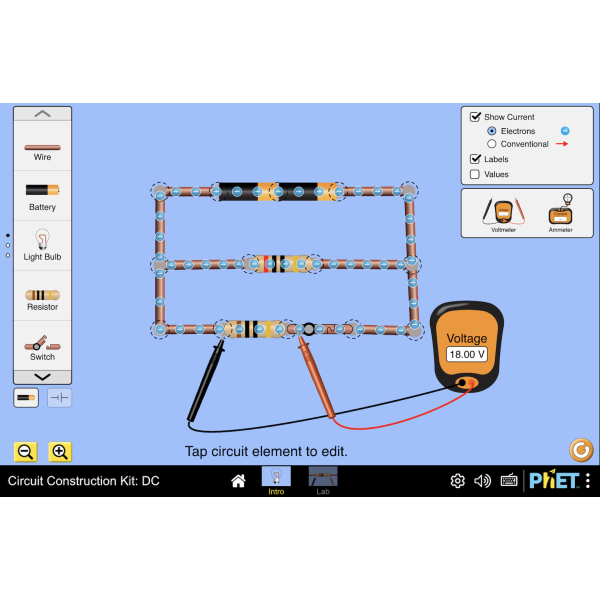 Wire
Battery
Light Bulb
Resistor
Switch
Show Current
Electrons
Conventional
Labels
Values
Voltmeter
Ammeter
Voltage
18.00 V
Tap circuit element to edit.
Circuit Construction Kit: DC
Intro
Lab
PhET